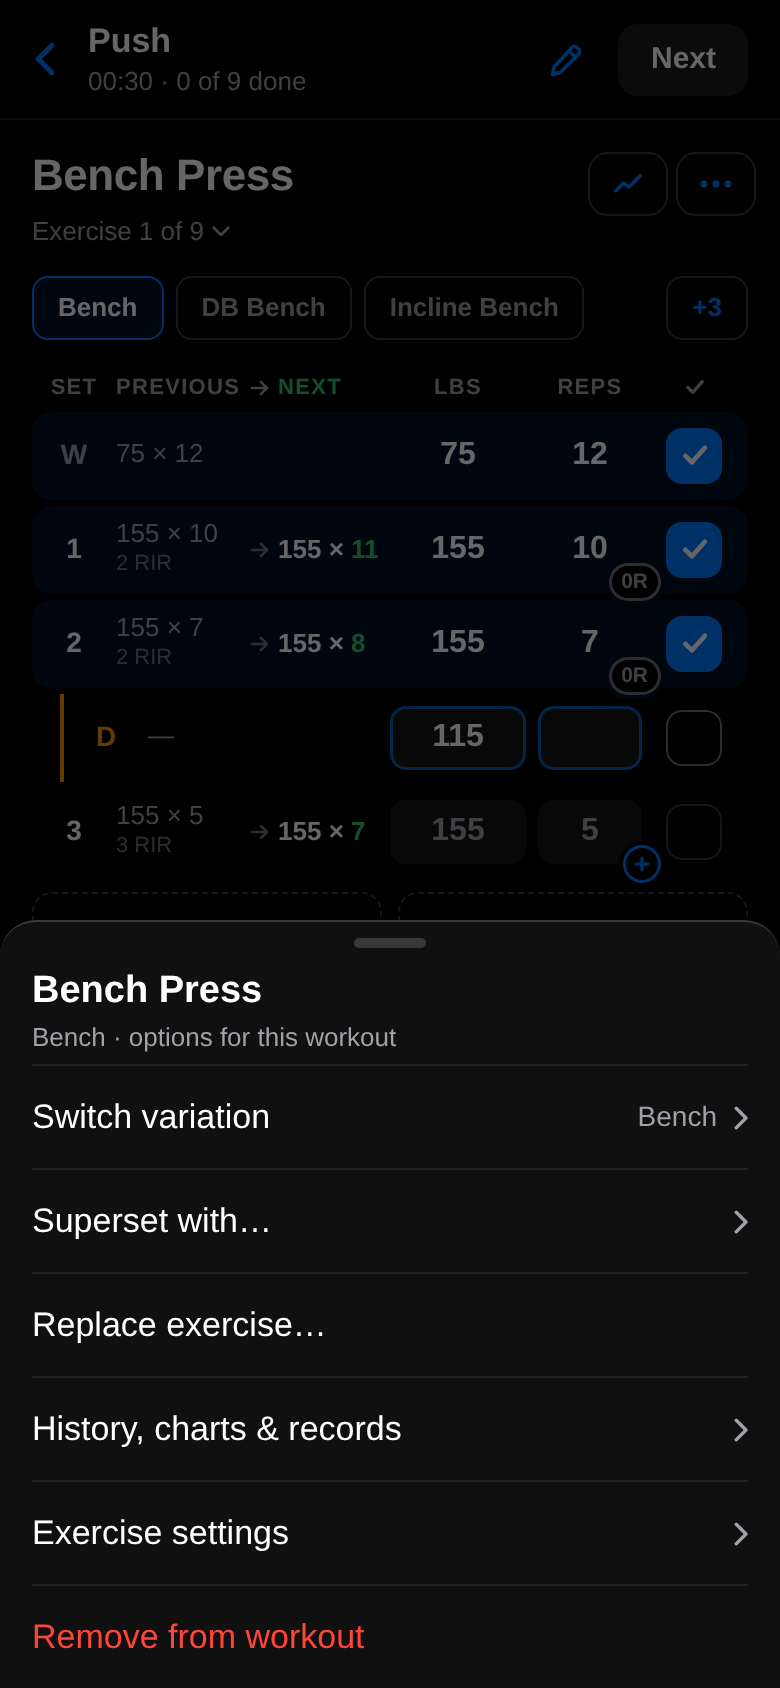 Push
00:30 · 0 of 9 done
Next
Bench Press
Exercise 1 of 9
Bench DB Bench Incline Bench +3
SET PREVIOUS → NEXT LBS REPS ✓
W 75 × 12 75 12
1 155 × 10 2 RIR → 155 × 11 155 10 0R
2 155 × 7 2 RIR → 155 × 8 155 7 0R
D — 115
3 155 × 5 3 RIR → 155 × 7 155 5
Bench Press
Bench · options for this workout
Switch variation Bench
Superset with…
Replace exercise…
History, charts & records
Exercise settings
Remove from workout